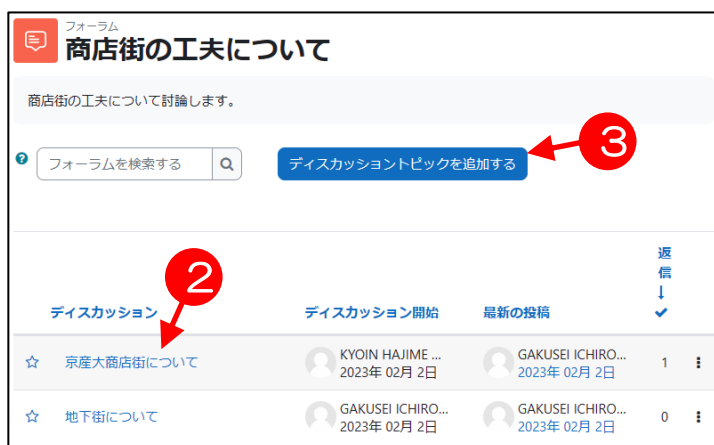 フォーラム
商店街の工夫について
商店街の工夫について討論します。
? フォーラムを検索する
ディスカッショントピックを追加する
3
2
返信↓
ディスカッション ディスカッション開始 最新の投稿
京産大商店街について KYOIN HAJIME ... GAKUSEI ICHIRO... 1
2023年 02月 2日 2023年 02月 2日
地下街について GAKUSEI ICHIRO... GAKUSEI ICHIRO... 0
2023年 02月 2日 2023年 02月 2日